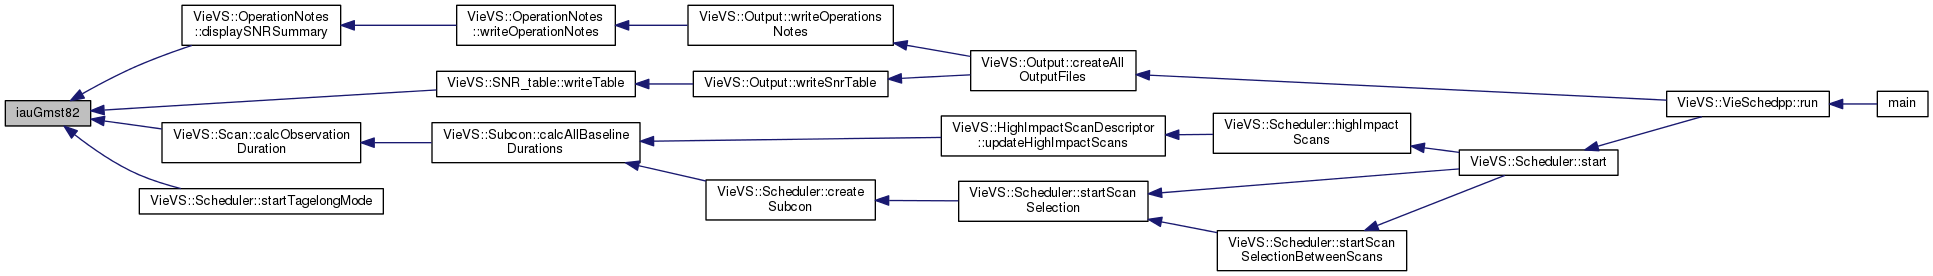 VieVS::OperationNotes
::displaySNRSummary
VieVS::OperationNotes
::writeOperationNotes
VieVS::Output::writeOperations
Notes
VieVS::Output::createAll
OutputFiles
VieVS::SNR_table::writeTable
VieVS::Output::writeSnrTable
VieVS::VieSchedpp::run
main
iauGmst82
VieVS::Scan::calcObservation
Duration
VieVS::Subcon::calcAllBaseline
Durations
VieVS::HighImpactScanDescriptor
::updateHighImpactScans
VieVS::Scheduler::highImpact
Scans
VieVS::Scheduler::start
VieVS::Scheduler::startTagelongMode
VieVS::Scheduler::create
Subcon
VieVS::Scheduler::startScan
Selection
VieVS::Scheduler::startScan
SelectionBetweenScans